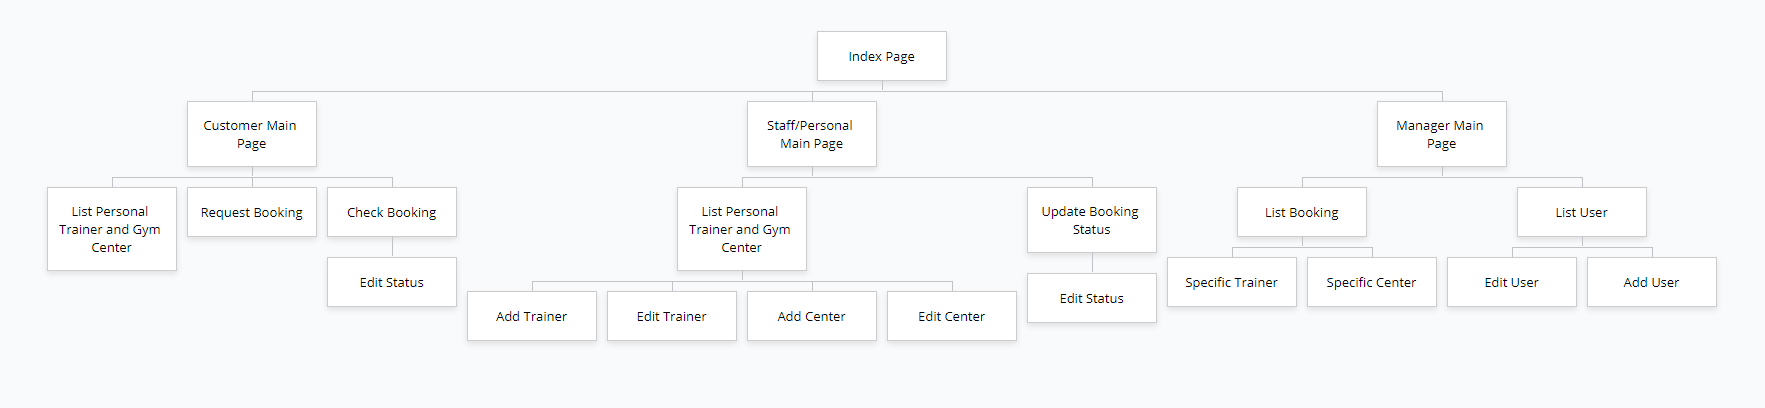 Index Page
Customer Main
Page
Staff/Personal
Main Page
Manager Main
Page
List Personal
Trainer and Gym
Center
Request Booking
Check Booking
List Personal
Trainer and Gym
Center
Update Booking
Status
List Booking
List User
Edit Status
Add Trainer
Edit Trainer
Add Center
Edit Center
Edit Status
Specific Trainer
Specific Center
Edit User
Add User